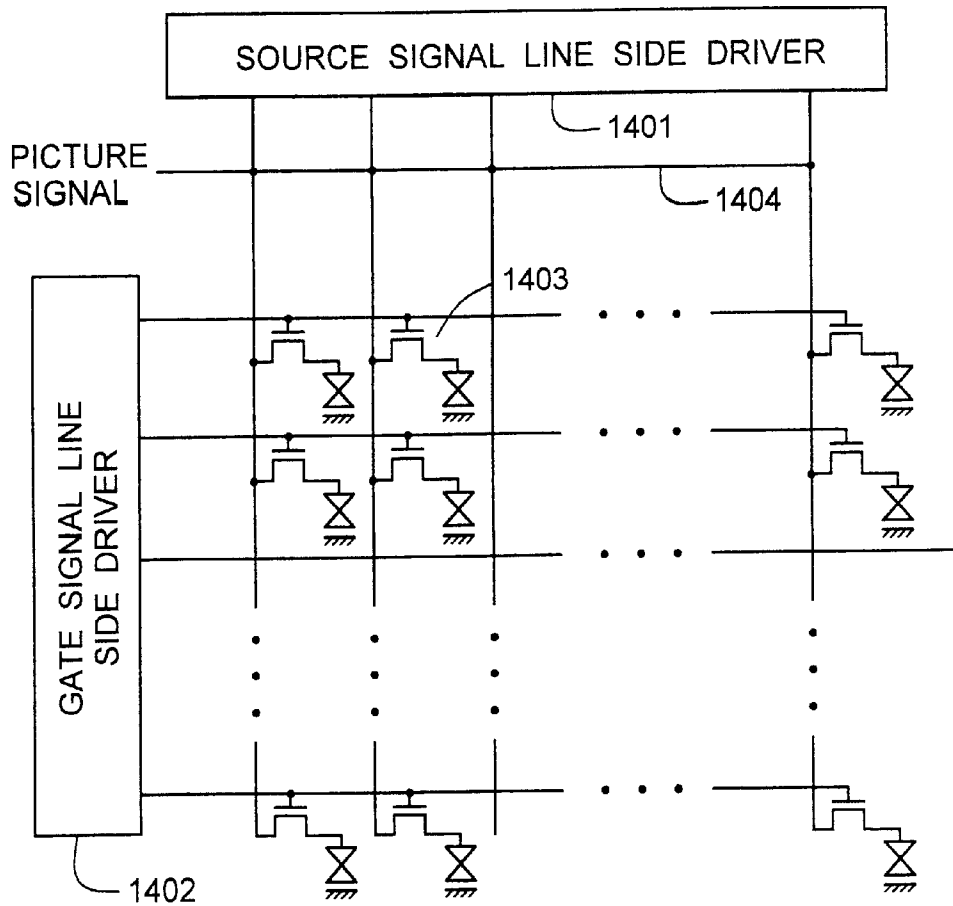 SOURCE SIGNAL LINE SIDE DRIVER
1401
PICTURE
SIGNAL
1404
1403
GATE SIGNAL LINE
SIDE DRIVER
1402